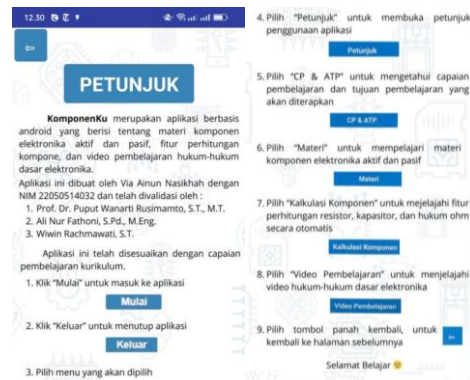 12.30
PETUNJUK
KomponenKu merupakan aplikasi berbasis
android yang berisi tentang materi komponen
elektronika aktif dan pasif, fitur perhitungan
kompone, dan video pembelajaran hukum-hukum
dasar elektronika.
Aplikasi ini dibuat oleh Via Ainun Nasikhah dengan
NIM 22050514032 dan telah divalidasi oleh :
1. Prof. Dr. Puput Wanarti Rusimamto, S.T., M.T.
2. Ali Nur Fathoni, S.Pd., M.Eng.
3. Wiwin Rachmawati, S.T.
Aplikasi ini telah disesuaikan dengan capaian
pembelajaran kurikulum.
1. Klik “Mulai” untuk masuk ke aplikasi
Mulai
2. Klik “Keluar” untuk menutup aplikasi
Keluar
3. Pilih menu yang akan dipilih
4. Pilih “Petunjuk” untuk membuka petunjuk
penggunaan aplikasi
Petunjuk
5. Pilih “CP & ATP” untuk mengetahui capaian
pembelajaran dan tujuan pembelajaran yang
akan diterapkan
CP & ATP
6. Pilih “Materi” untuk mempelajari materi
komponen elektronika aktif dan pasif
Materi
7. Pilih “Kalkulasi Komponen” untuk mejelajahi fitur
perhitungan resistor, kapasitor, dan hukum ohm
secara otomatis
Kalkulasi Komponen
8. Pilih “Video Pembelajaran” untuk menjelajahi
video hukum-hukum dasar elektronika
Video Pembelajaran
9. Pilih tombol panah kembali, untuk
kembali ke halaman sebelumnya
Selamat Belajar